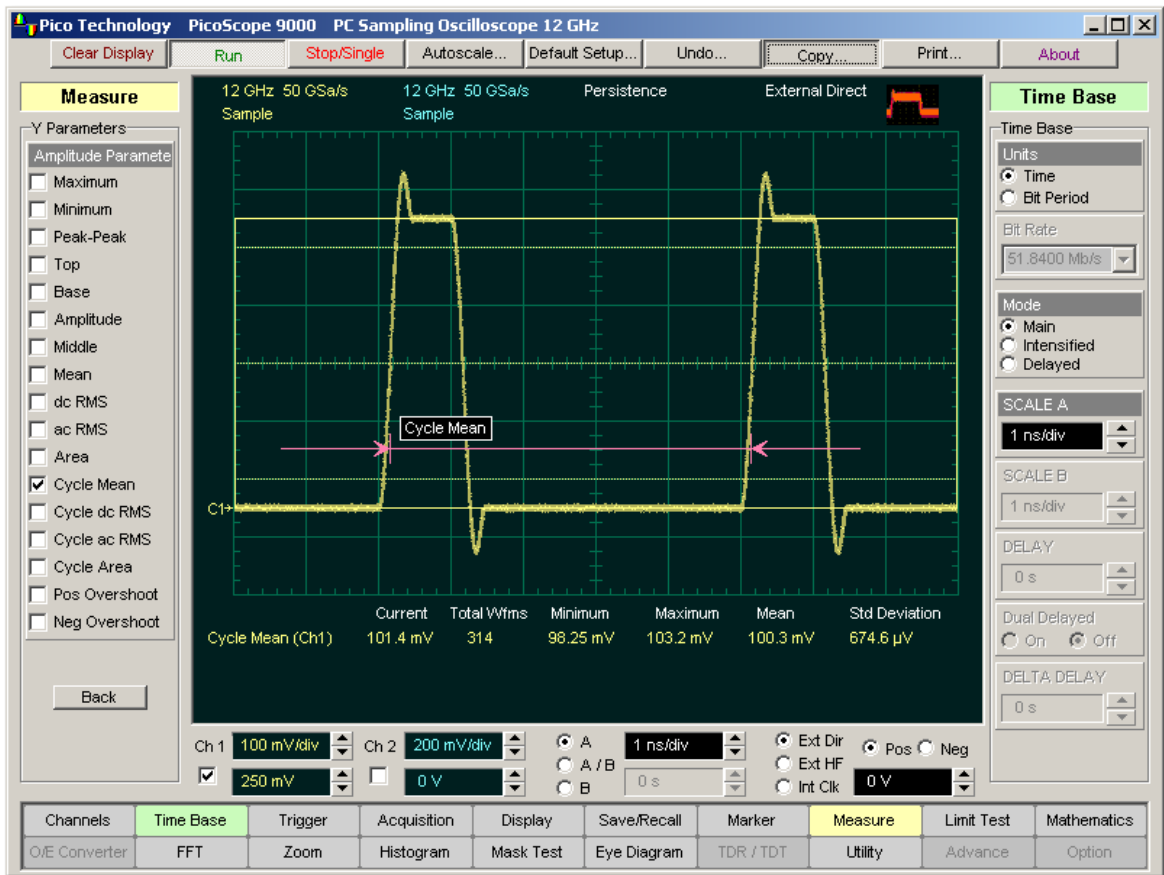 Pico Technology PicoScope 9000 PC Sampling Oscilloscope 12 GHz
Clear Display Run Stop/Single Autoscale... Default Setup... Undo... Copy... Print... About
Measure
Y Parameters
Amplitude Paramete
Maximum
Minimum
Peak-Peak
Top
Base
Amplitude
Middle
Mean
dc RMS
ac RMS
Area
Cycle Mean
Cycle dc RMS
Cycle ac RMS
Cycle Area
Pos Overshoot
Neg Overshoot
Back
12 GHz 50 GSa/s 12 GHz 50 GSa/s Persistence External Direct
Sample Sample
Cycle Mean
C1
Current Total Wfms Minimum Maximum Mean Std Deviation
Cycle Mean (Ch1) 101.4 mV 314 98.25 mV 103.2 mV 100.3 mV 674.6 µV
Time Base
Time Base
Units
Time
Bit Period
Bit Rate
51.8400 Mb/s
Mode
Main
Intensified
Delayed
SCALE A
1 ns/div
SCALE B
1 ns/div
DELAY
0 s
Dual Delayed
On Off
DELTA DELAY
0 s
Ch 1 100 mV/div Ch 2 200 mV/div A 1 ns/div Ext Dir Pos Neg
A / B Ext HF
250 mV 0 V B 0 s Int Clk 0 V
Channels Time Base Trigger Acquisition Display Save/Recall Marker Measure Limit Test Mathematics
O/E Converter FFT Zoom Histogram Mask Test Eye Diagram TDR / TDT Utility Advance Option